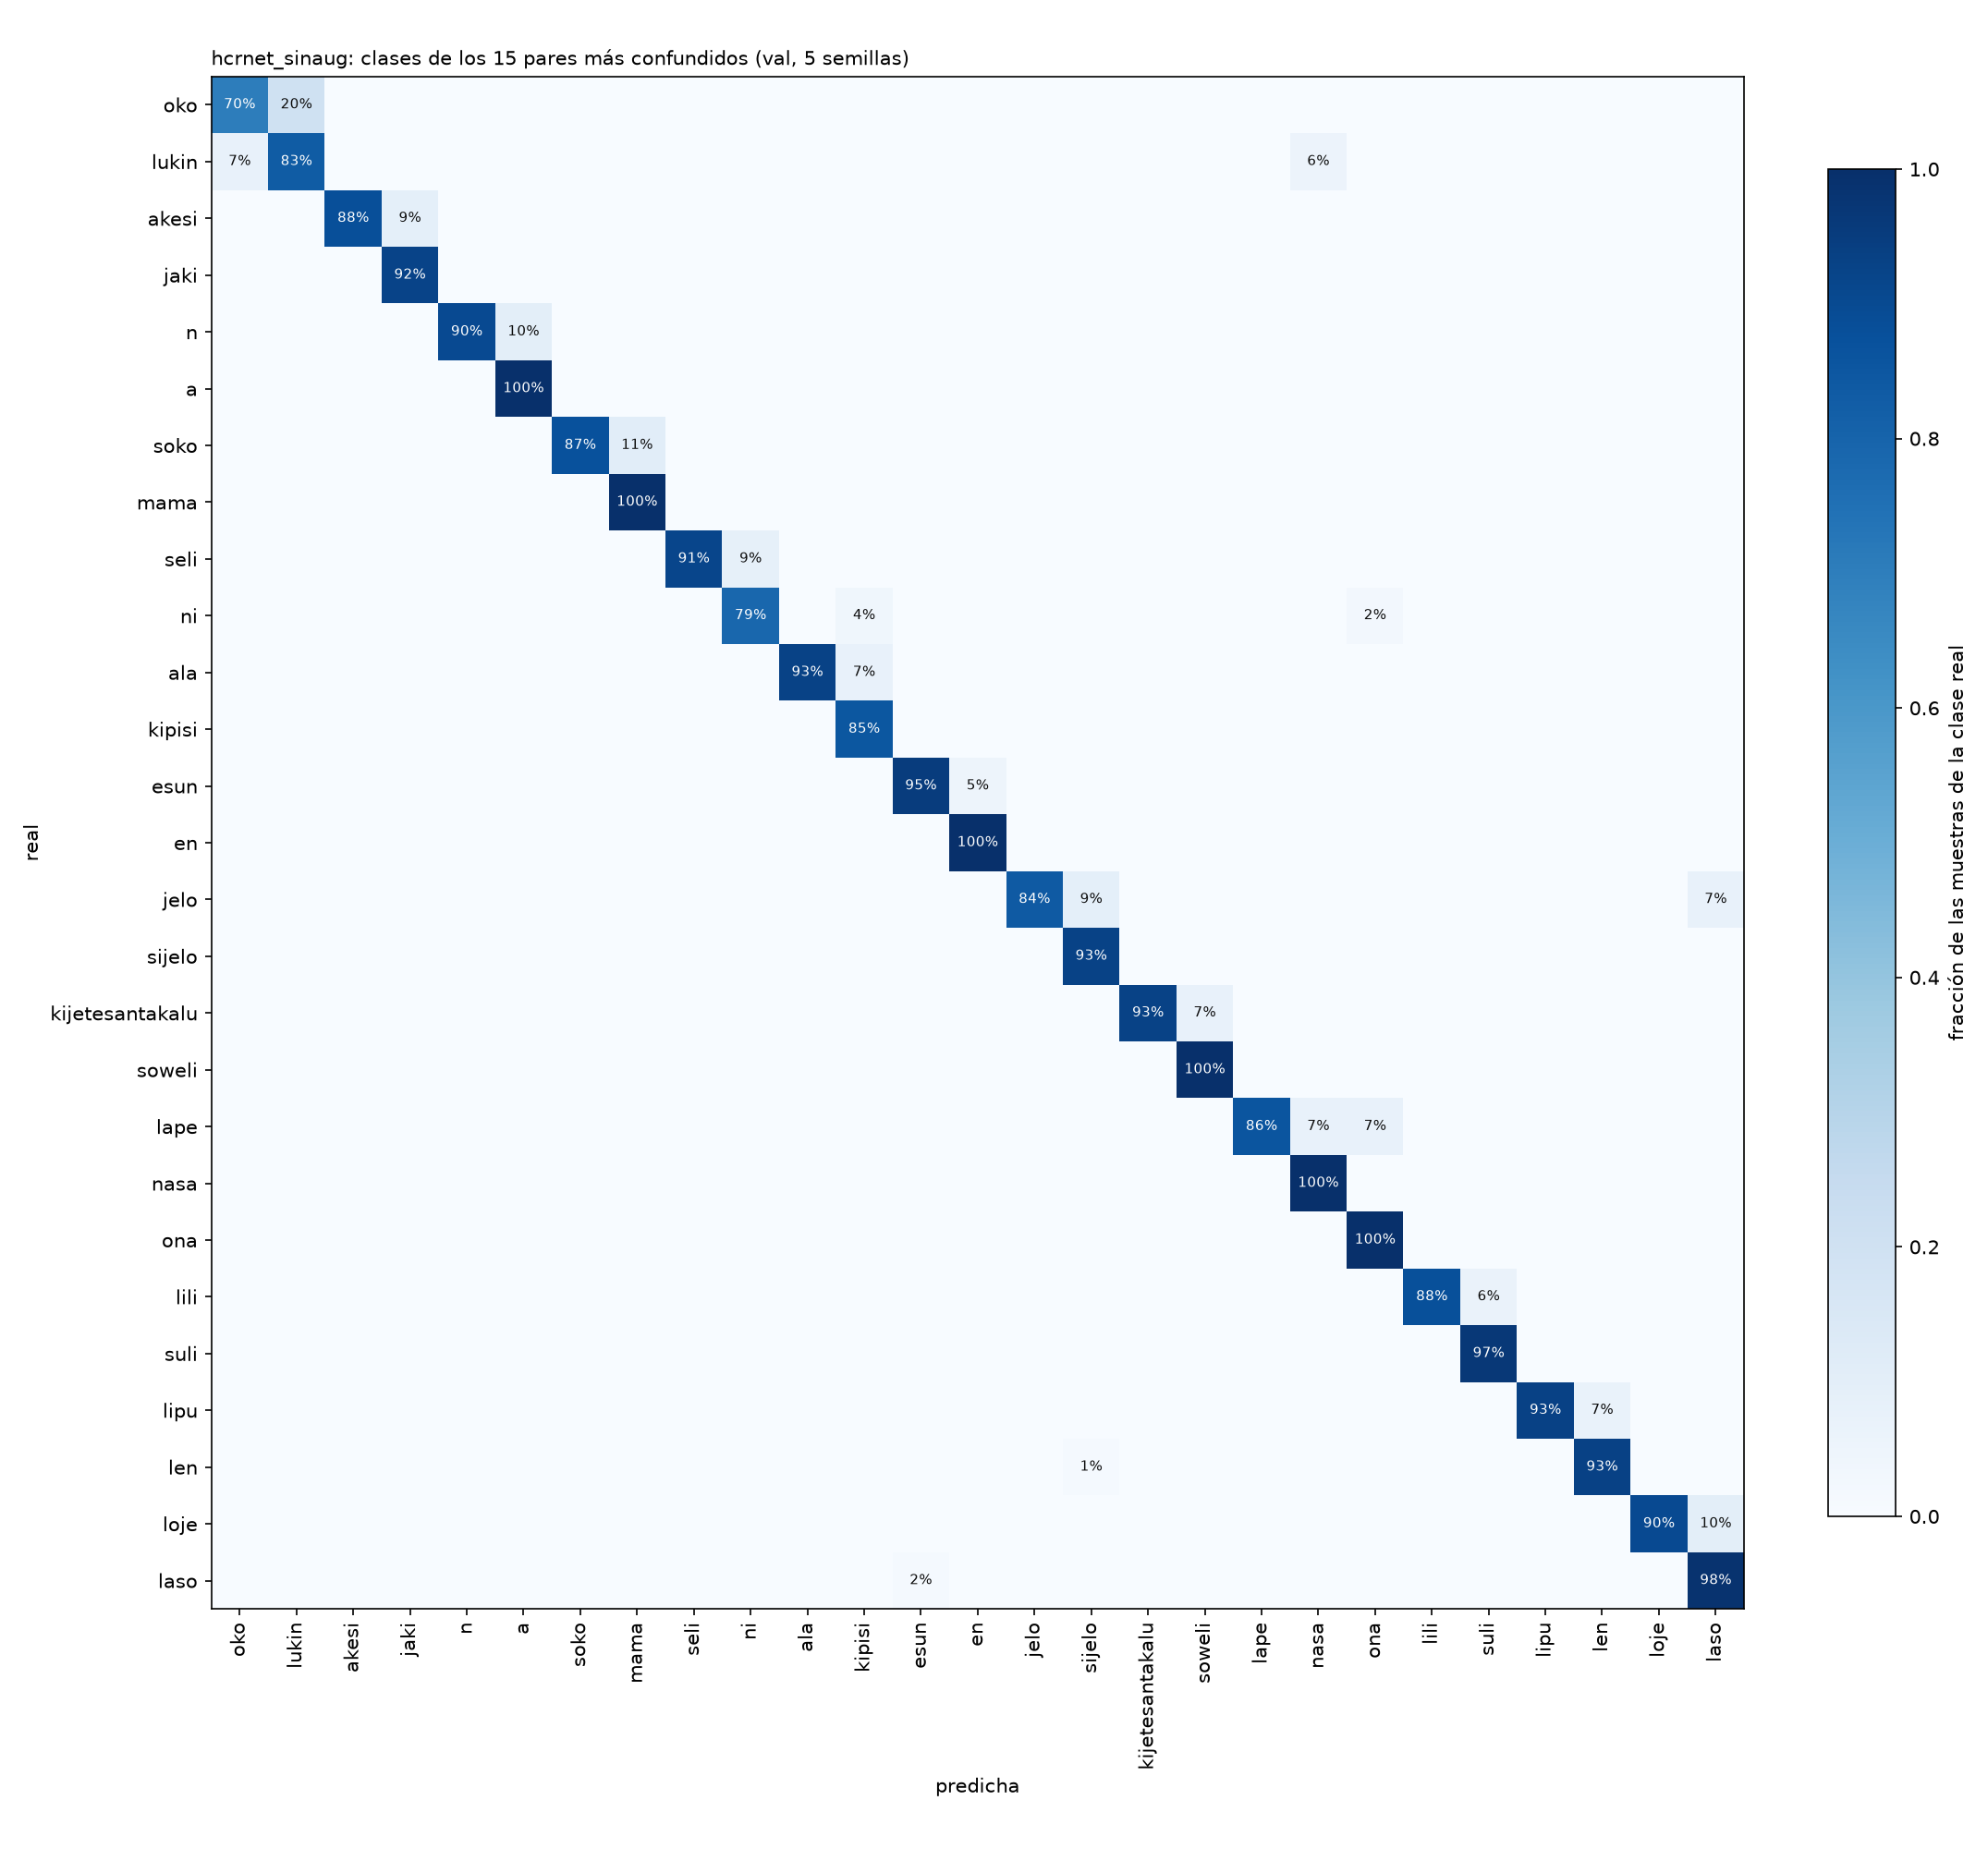 hcrnet_sinaug: clases de los 15 pares más confundidos (val, 5 semillas)
oko 70% 20%
lukin 7% 83% 6%
akesi 88% 9%
jaki 92%
n 90% 10%
a 100%
soko 87% 11%
mama 100%
seli 91% 9%
ni 79% 4% 2%
ala 93% 7%
kipisi 85%
esun 95% 5%
en 100%
jelo 84% 9% 7%
sijelo 93%
kijetesantakalu 93% 7%
soweli 100%
lape 86% 7% 7%
nasa 100%
ona 100%
lili 88% 6%
suli 97%
lipu 93% 7%
len 1% 93%
loje 90% 10%
laso 2% 98%
real
oko lukin akesi jaki n a soko mama seli ni ala kipisi esun en jelo sijelo kijetesantakalu soweli lape nasa ona lili suli lipu len loje laso
predicha
1.0
0.8
0.6
0.4
0.2
0.0
fracción de las muestras de la clase real